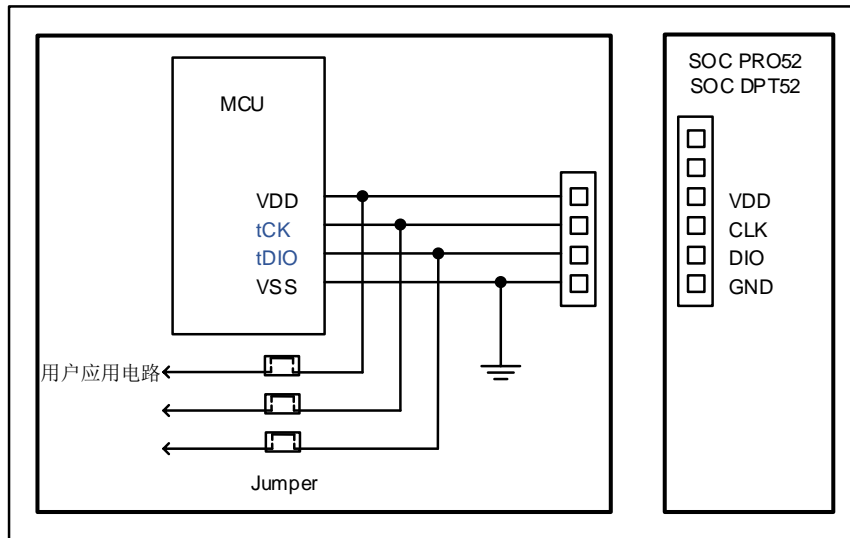 SOC PRO52
SOC DPT52
MCU
VDD
tCK
tDIO
VSS
VDD
CLK
DIO
GND
用户应用电路
Jumper